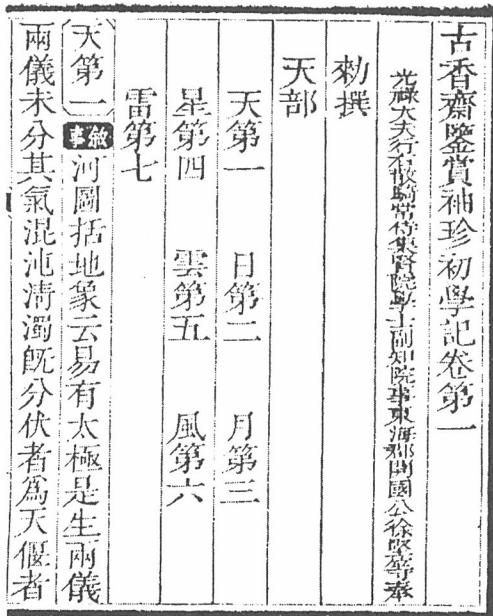 古香齋鑒賞袖珍初學記卷第一
光祿大夫行右散騎常侍集賢院學士副知院事東海郡開國公徐堅等奉
勑撰
天部
天第一 日第二 月第三
星第四 雲第五 風第六
雷第七
天第一 敘事 河圖括地象云易有太極是生兩儀
兩儀未分其氣混沌清濁旣分伏者爲天偃者